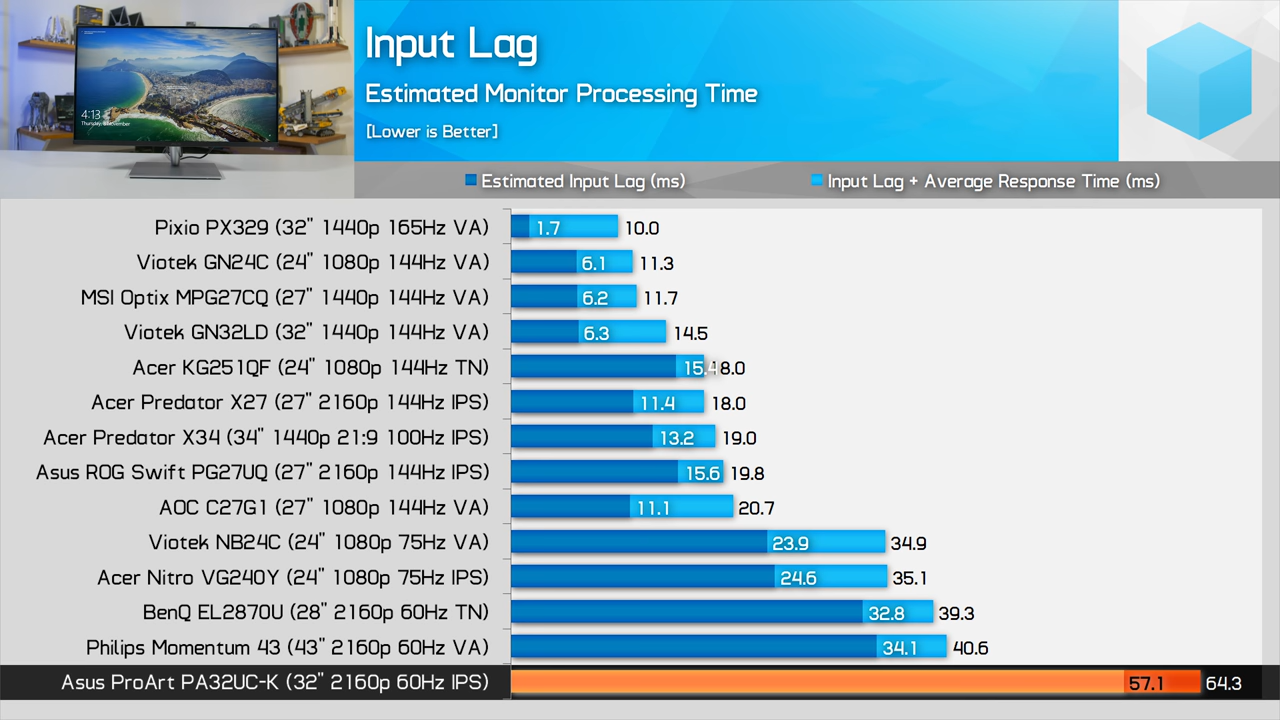 Input Lag
Estimated Monitor Processing Time
[Lower is Better]
4:13
Estimated Input Lag (ms) Input Lag + Average Response Time (ms)
Pixio PX329 (32" 1440p 165Hz VA) 1.7 10.0
Viotek GN24C (24" 1080p 144Hz VA) 6.1 11.3
MSI Optix MPG27CQ (27" 1440p 144Hz VA) 6.2 11.7
Viotek GN32LD (32" 1440p 144Hz VA) 6.3 14.5
Acer KG251QF (24" 1080p 144Hz TN) 15.4 18.0
Acer Predator X27 (27" 2160p 144Hz IPS) 11.4 18.0
Acer Predator X34 (34" 1440p 21:9 100Hz IPS) 13.2 19.0
Asus ROG Swift PG27UQ (27" 2160p 144Hz IPS) 15.6 19.8
AOC C27G1 (27" 1080p 144Hz VA) 11.1 20.7
Viotek NB24C (24" 1080p 75Hz VA) 23.9 34.9
Acer Nitro VG240Y (24" 1080p 75Hz IPS) 24.6 35.1
BenQ EL2870U (28" 2160p 60Hz TN) 32.8 39.3
Philips Momentum 43 (43" 2160p 60Hz VA) 34.1 40.6
Asus ProArt PA32UC-K (32" 2160p 60Hz IPS) 57.1 64.3